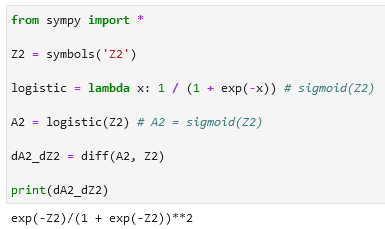 from sympy import *
Z2 = symbols('Z2')
logistic = lambda x: 1 / (1 + exp(-x)) # sigmoid(Z2)
A2 = logistic(Z2) # A2 = sigmoid(Z2)
dA2_dZ2 = diff(A2, Z2)
print(dA2_dZ2)
exp(-Z2)/(1 + exp(-Z2))**2